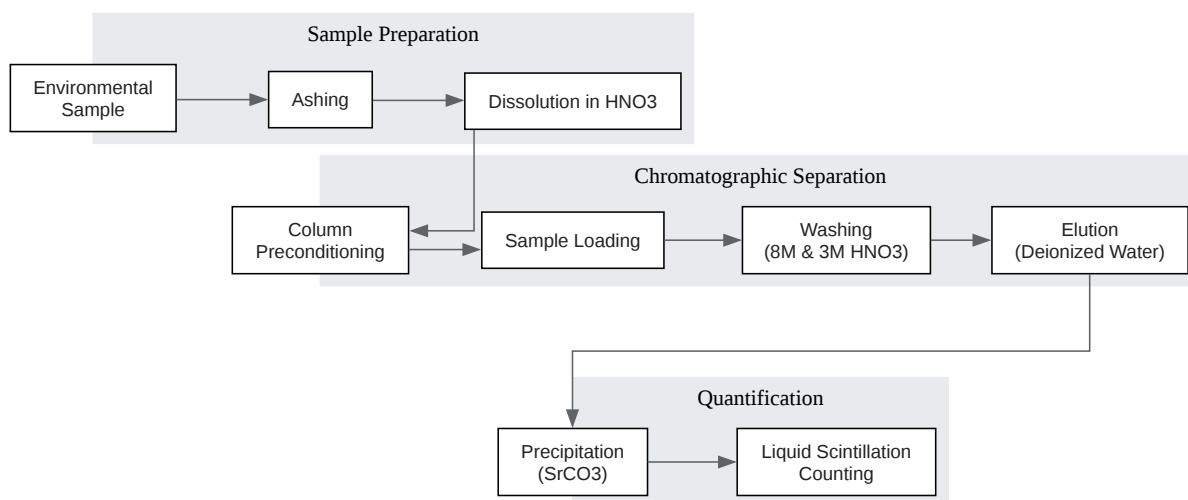 Sample Preparation
Environmental
Sample
Ashing
Dissolution in HNO3
Chromatographic Separation
Column
Preconditioning
Sample Loading
Washing
(8M & 3M HNO3)
Elution
(Deionized Water)
Quantification
Precipitation
(SrCO3)
Liquid Scintillation
Counting